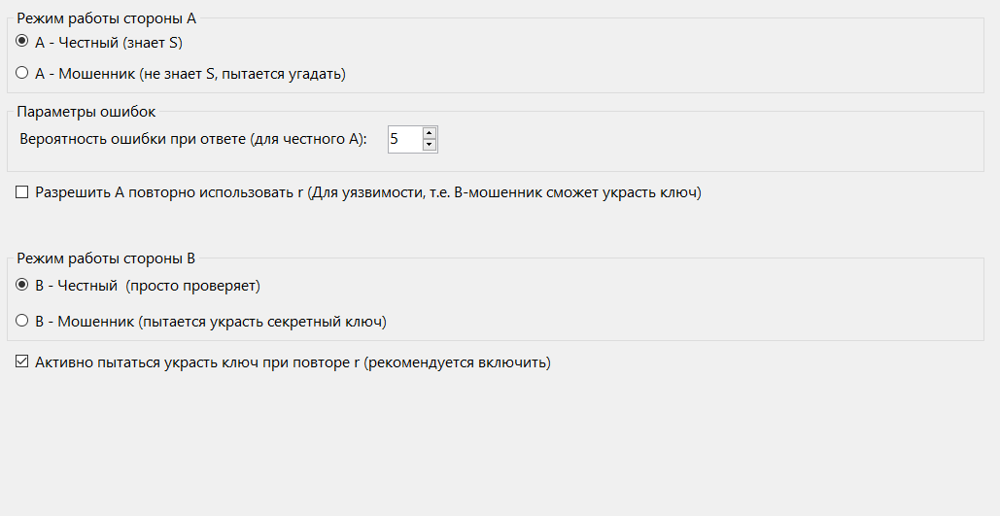 Режим работы стороны А
А - Честный (знает S)
А - Мошенник (не знает S, пытается угадать)
Параметры ошибок
Вероятность ошибки при ответе (для честного А): 5
Разрешить А повторно использовать r (Для уязвимости, т.е. В-мошенник сможет украсть ключ)
Режим работы стороны В
В - Честный (просто проверяет)
В - Мошенник (пытается украсть секретный ключ)
Активно пытаться украсть ключ при повторе r (рекомендуется включить)